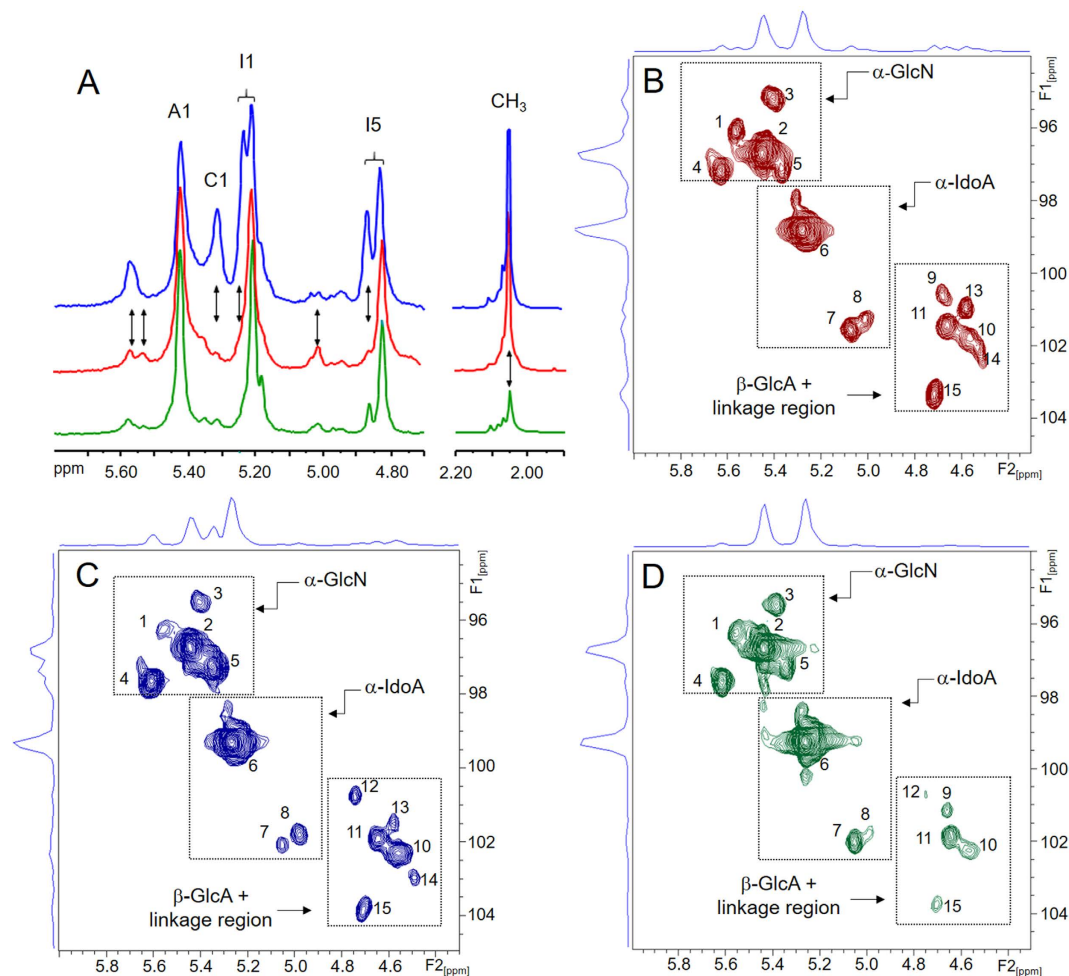 A
A1
C1
I1
I5
CH₃
ppm 5.60 5.40 5.20 5.00 4.80 2.20 2.00
B
α-GlcN
α-IdoA
β-GlcA +
linkage region
1
2
3
4
5
6
7
8
9
10
11
13
14
15
F1[ppm]
96
98
100
102
104
5.8 5.6 5.4 5.2 5.0 4.8 4.6 F2[ppm]
C
α-GlcN
α-IdoA
β-GlcA +
linkage region
1
2
3
4
5
6
7
8
10
11
12
13
14
15
F1[ppm]
96
98
100
102
104
5.8 5.6 5.4 5.2 5.0 4.8 4.6 F2[ppm]
D
α-GlcN
α-IdoA
β-GlcA +
linkage region
1
2
3
4
5
6
7
8
9
10
11
12
15
F1[ppm]
96
98
100
102
104
5.8 5.6 5.4 5.2 5.0 4.8 4.6 F2[ppm]